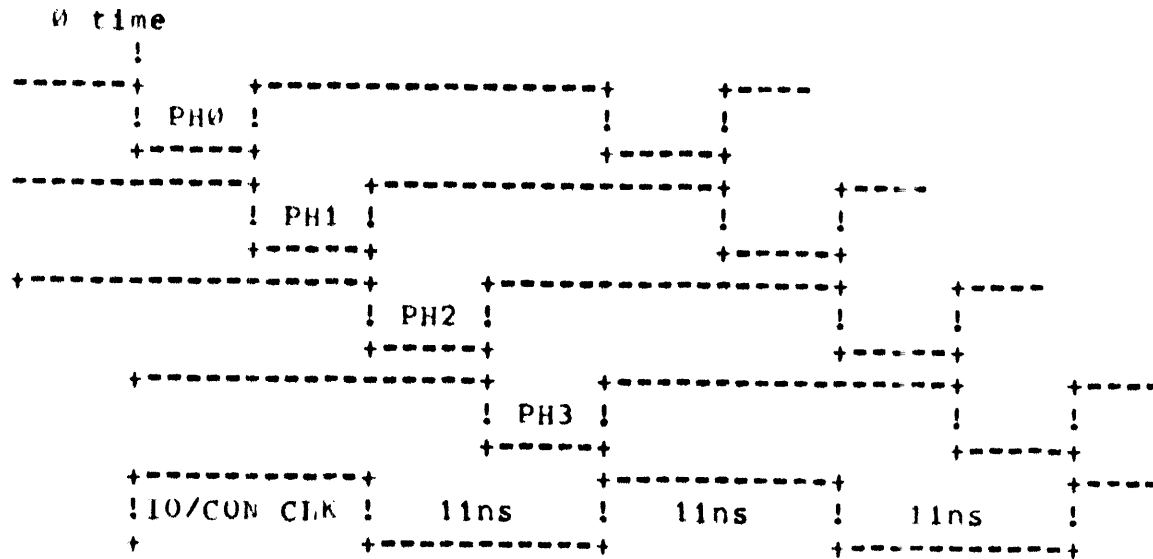 0 time
PH0
PH1
PH2
PH3
IO/CON CLK 11ns 11ns 11ns